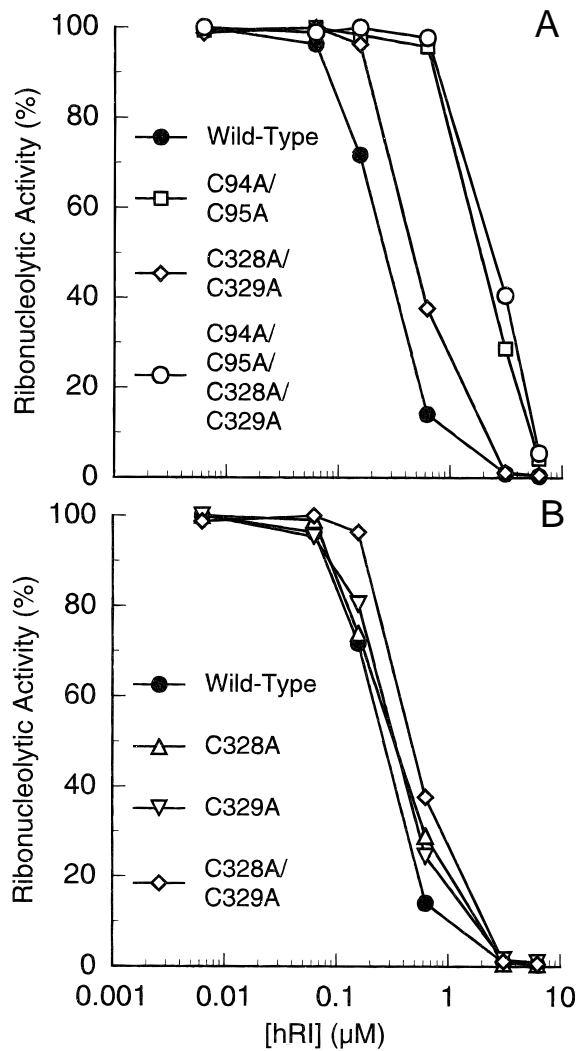 A
Ribonucleolytic Activity (%)
100
80
60
40
20
0
Wild-Type
C94A/
C95A
C328A/
C329A
C94A/
C95A/
C328A/
C329A
B
Ribonucleolytic Activity (%)
100
80
60
40
20
0
Wild-Type
C328A
C329A
C328A/
C329A
0.001 0.01 0.1 1 10
[hRI] (μM)